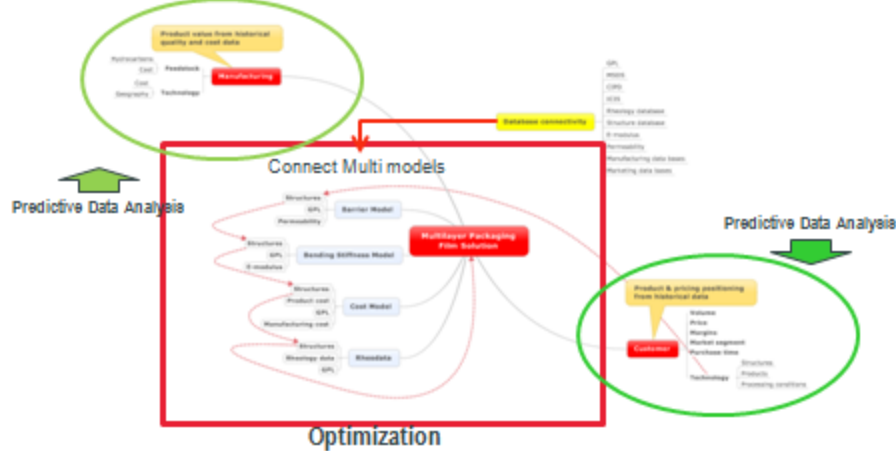 Product value from historical
quality and cost data
Cost
Feedstock
Manufacturing
Cost
Geography
Technology
GPL
Database connectivity
Rheology database
Structure database
E-modulus
Permeability
Manufacturing data bases
Marketing data bases
Connect Multi models
Predictive Data Analysis
Structures
GPL
Permeability
Barrier Model
Multilayer Packaging
Film Solution
Structures
GPL
E-modulus
Bending Stiffness Model
Structures
Product cost
GPL
Manufacturing cost
Cost Model
Structures
Rheology data
GPL
Rheodata
Predictive Data Analysis
Product & pricing positioning
from historical data
Customer
Volume
Price
Margins
Market segment
Purchase time
Technology
Structures
Products
Processing conditions
Optimization